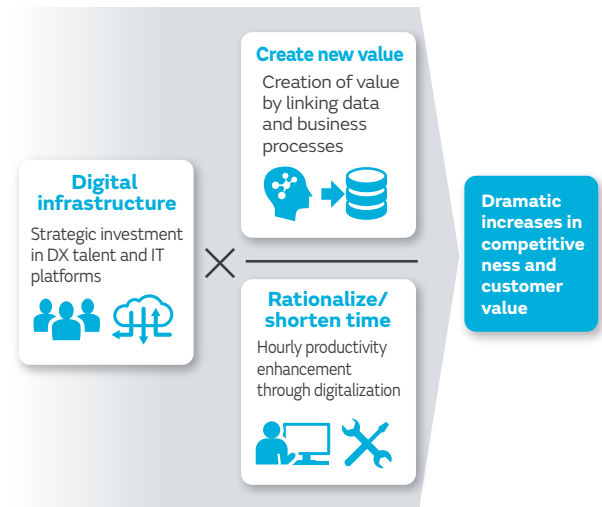 Digital
infrastructure
Strategic investment
in DX talent and IT
platforms
×
Create new value
Creation of value
by linking data
and business
processes
Rationalize/
shorten time
Hourly productivity
enhancement
through digitalization
Dramatic
increases in
competitive
ness and
customer
value